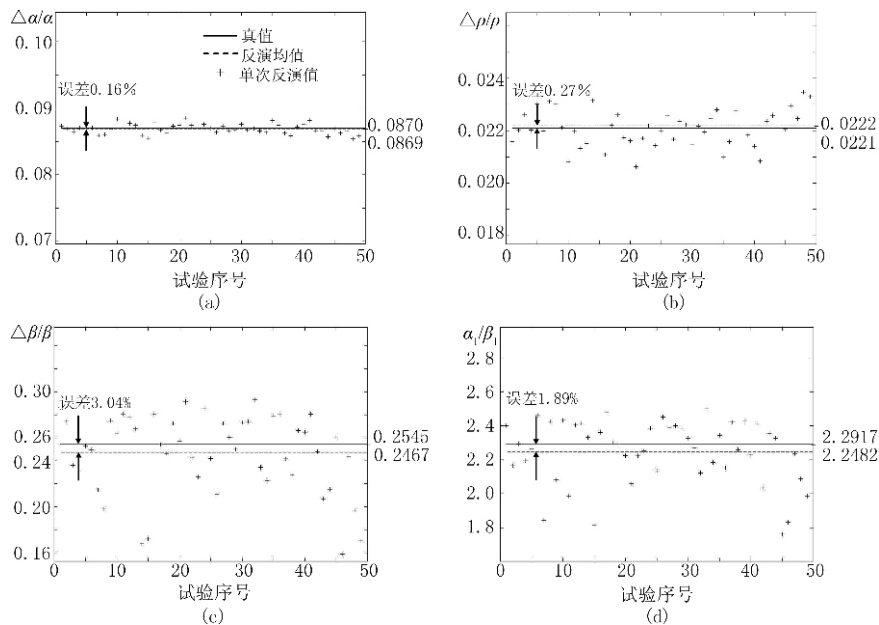 △α/α
0.10
0.09
0.08
0.07
真值
反演均值
单次反演值
误差0.16%
0.0870
0.0869
0 10 20 30 40 50
试验序号
(a)
△ρ/ρ
0.024
0.022
0.020
0.018
误差0.27%
0.0222
0.0221
0 10 20 30 40 50
试验序号
(b)
△β/β
0.30
0.26
0.24
0.20
0.16
误差3.04%
0.2545
0.2467
0 10 20 30 40 50
试验序号
(c)
α₁/β₁
2.8
2.6
2.4
2.2
2.0
1.8
误差1.89%
2.2917
2.2482
0 10 20 30 40 50
试验序号
(d)